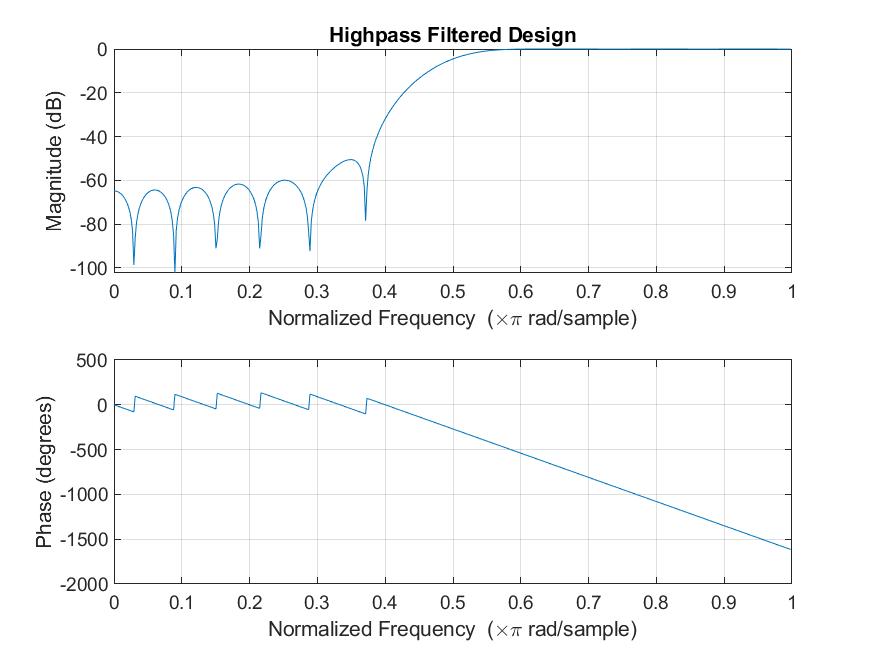 Highpass Filtered Design
0
-20
-40
-60
-80
-100
Magnitude (dB)
0 0.1 0.2 0.3 0.4 0.5 0.6 0.7 0.8 0.9 1
Normalized Frequency (×π rad/sample)
500
0
-500
-1000
-1500
-2000
Phase (degrees)
0 0.1 0.2 0.3 0.4 0.5 0.6 0.7 0.8 0.9 1
Normalized Frequency (×π rad/sample)